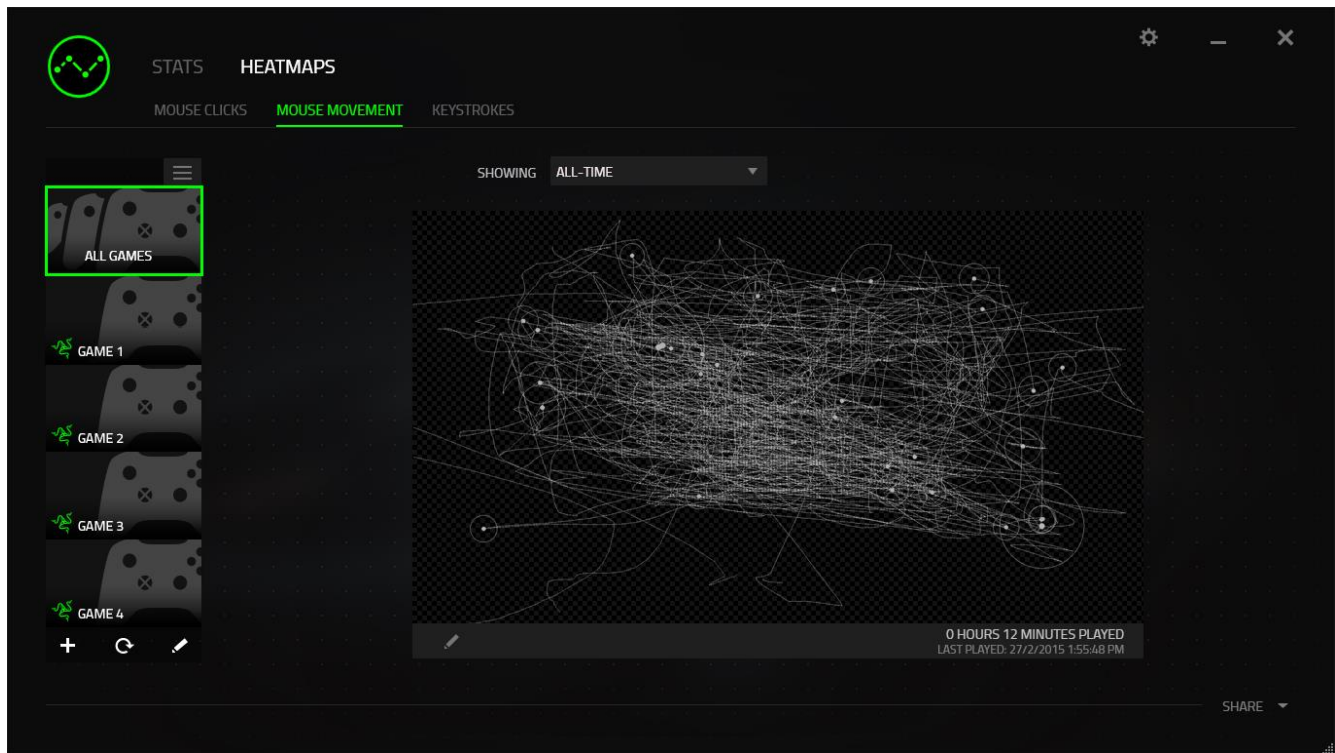 STATS HEATMAPS
MOUSE CLICKS MOUSE MOVEMENT KEYSTROKES
SHOWING ALL-TIME
ALL GAMES
GAME 1
GAME 2
GAME 3
GAME 4
0 HOURS 12 MINUTES PLAYED
LAST PLAYED: 27/2/2015 1:55:48 PM
SHARE